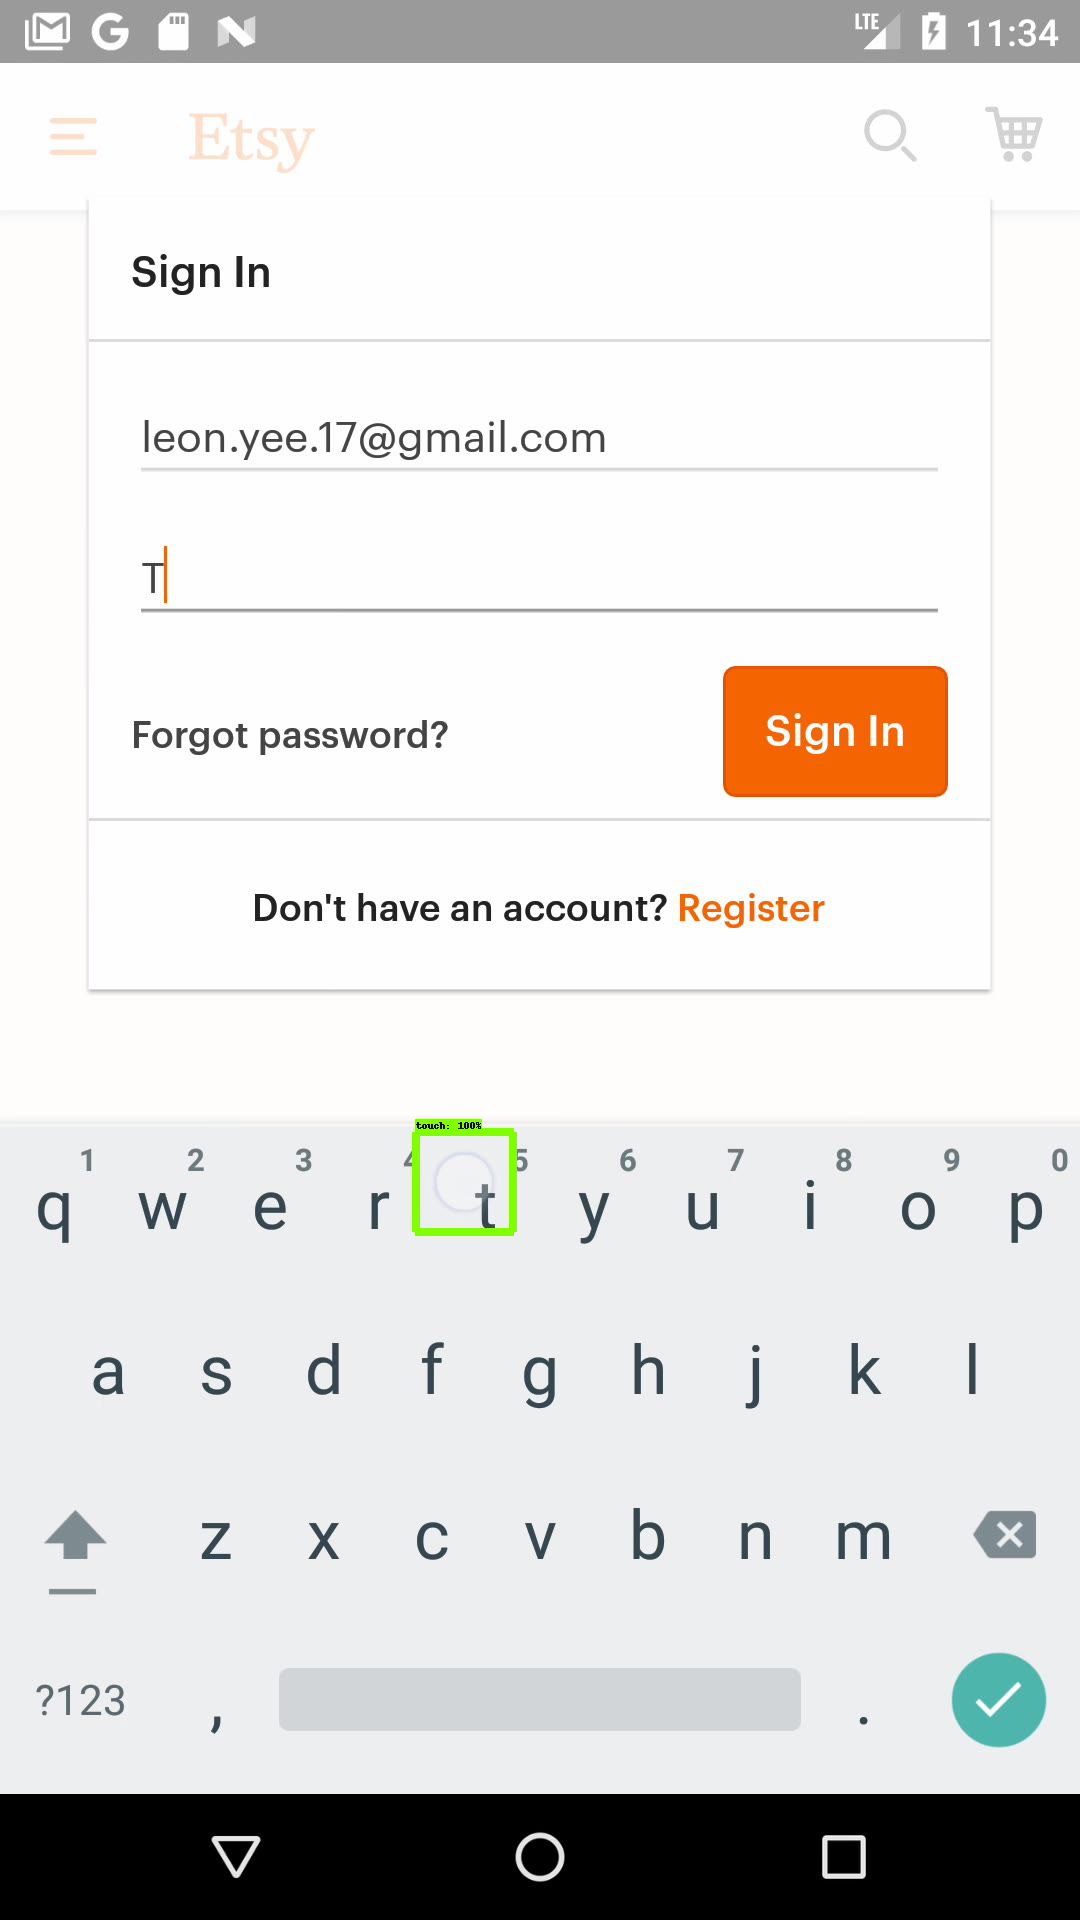 LTE 11:34
Etsy
Sign In
leon.yee.17@gmail.com
T
Forgot password?
Sign In
Don't have an account? Register
touch: 100%
1 2 3 4 5 6 7 8 9 0
q w e r t y u i o p
a s d f g h j k l
z x c v b n m
?123 , .